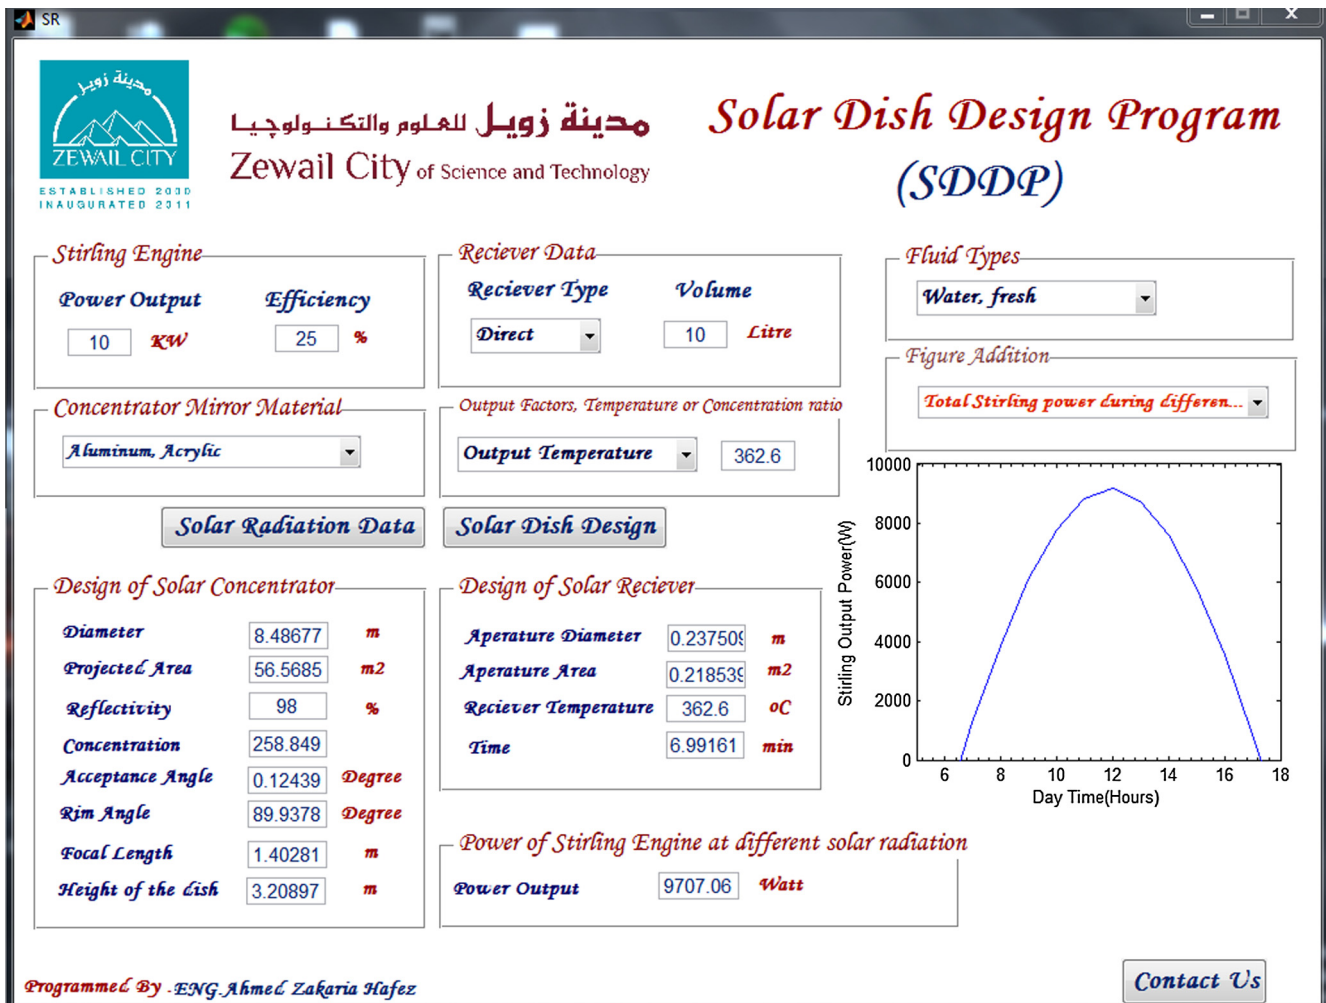 SR
مدينة زويل
ZEWAIL CITY
ESTABLISHED 2000
INAUGURATED 2011
مدينة زويل للعلوم والتكنولوچيا
Zewail City of Science and Technology
Solar Dish Design Program
(SDDP)
Stirling Engine
Power Output Efficiency
10 KW 25 %
Reciever Data
Reciever Type Volume
Direct 10 Litre
Fluid Types
Water, fresh
Figure Addition
Total Stirling power during differen...
Concentrator Mirror Material
Aluminum, Acrylic
Output Factors, Temperature or Concentration ratio
Output Temperature 362.6
Solar Radiation Data
Solar Dish Design
Design of Solar Concentrator
Diameter 8.48677 m
Projected Area 56.5685 m2
Reflectivity 98 %
Concentration 258.849
Acceptance Angle 0.12439 Degree
Rim Angle 89.9378 Degree
Focal Length 1.40281 m
Height of the dish 3.20897 m
Design of Solar Reciever
Aperature Diameter 0.237509 m
Aperature Area 0.218539 m2
Reciever Temperature 362.6 oC
Time 6.99161 min
Power of Stirling Engine at different solar radiation
Power Output 9707.06 Watt
Stirling Output Power(W)
10000
8000
6000
4000
2000
0
6 8 10 12 14 16 18
Day Time(Hours)
Programmed By -ENG.Ahmed Zakaria Hafez
Contact Us